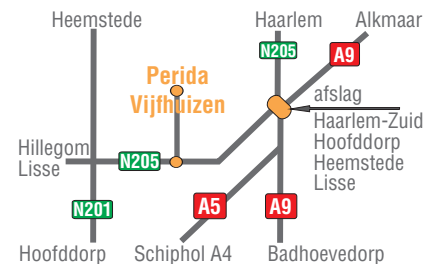 Heemstede
Haarlem
Alkmaar
N205
A9
Perida
Vijfhuizen
afslag
Haarlem-Zuid
Hoofddorp
Heemstede
Lisse
Hillegom
Lisse
N205
N201
A5
A9
Hoofddorp
Schiphol A4
Badhoevedorp